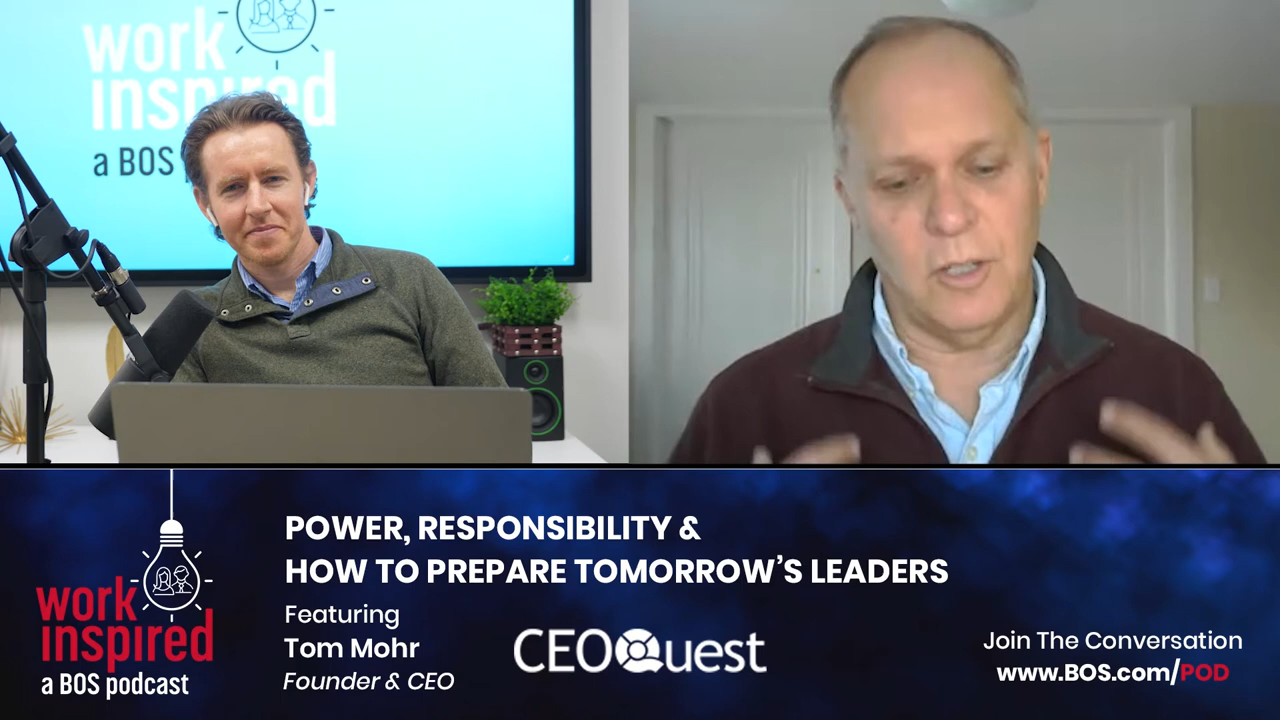 work
inspired
a BOS
POWER, RESPONSIBILITY &
HOW TO PREPARE TOMORROW'S LEADERS
Featuring
Tom Mohr
Founder & CEO
CEOQuest
work
inspired
a BOS podcast
Join The Conversation
www.BOS.com/POD